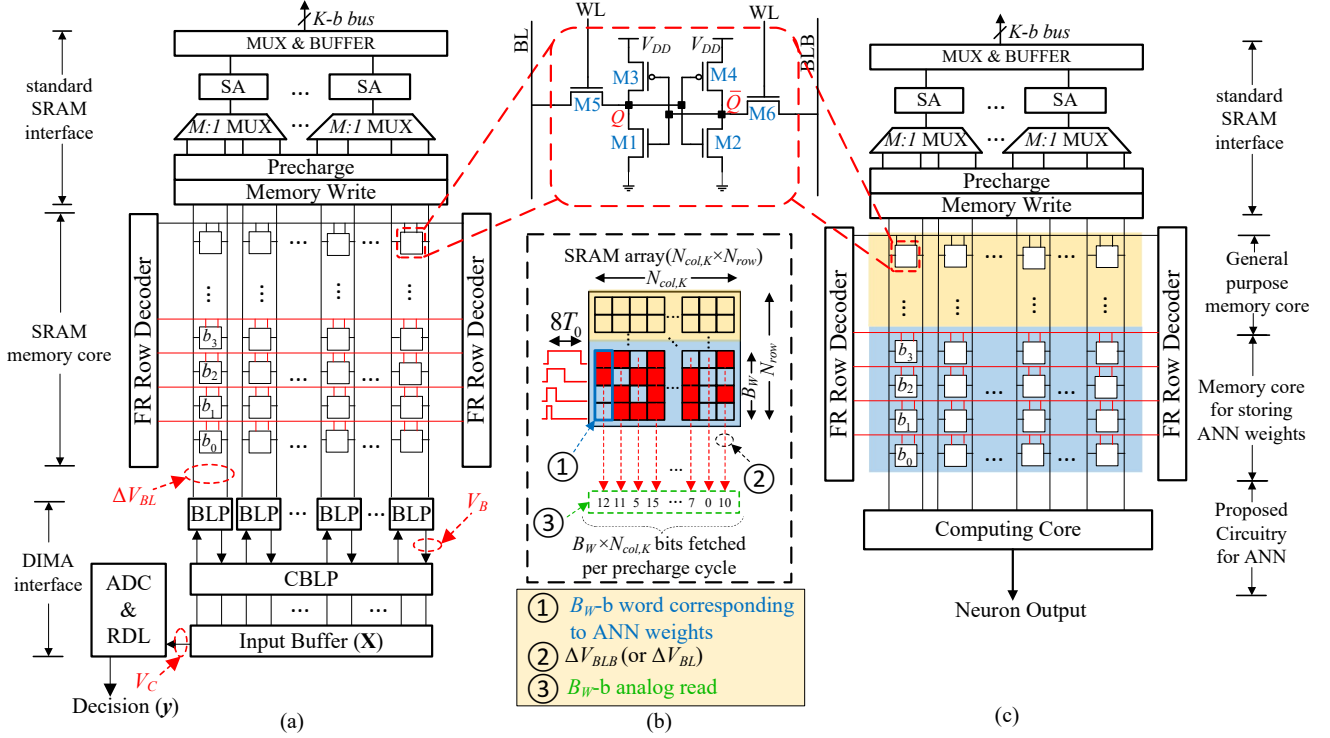 K-b bus
MUX & BUFFER
SA
...
SA
M:1 MUX
...
M:1 MUX
Precharge
Memory Write
standard
SRAM
interface
FR Row Decoder
FR Row Decoder
SRAM
memory core
b3
b2
b1
b0
ΔVBL
BLP
BLP
...
BLP
...
BLP
VB
DIMA
interface
CBLP
ADC
&
RDL
Input Buffer (X)
VC
Decision (y)
(a)
BL
WL
WL
BLB
VDD
VDD
M3
M4
M5
M6
Q
Q̄
M1
M2
SRAM array(Ncol,K×Nrow)
Ncol,K
8T0
BW
Nrow
①
②
...
③
12 11 5 15 ... 7 0 10
BW×Ncol,K bits fetched
per precharge cycle
① BW-b word corresponding
to ANN weights
② ΔVBLB (or ΔVBL)
③ BW-b analog read
(b)
K-b bus
MUX & BUFFER
SA
...
SA
M:1 MUX
...
M:1 MUX
Precharge
Memory Write
standard
SRAM
interface
FR Row Decoder
FR Row Decoder
General
purpose
memory core
b3
b2
b1
b0
Memory core
for storing
ANN weights
Computing Core
Proposed
Circuitry
for ANN
Neuron Output
(c)